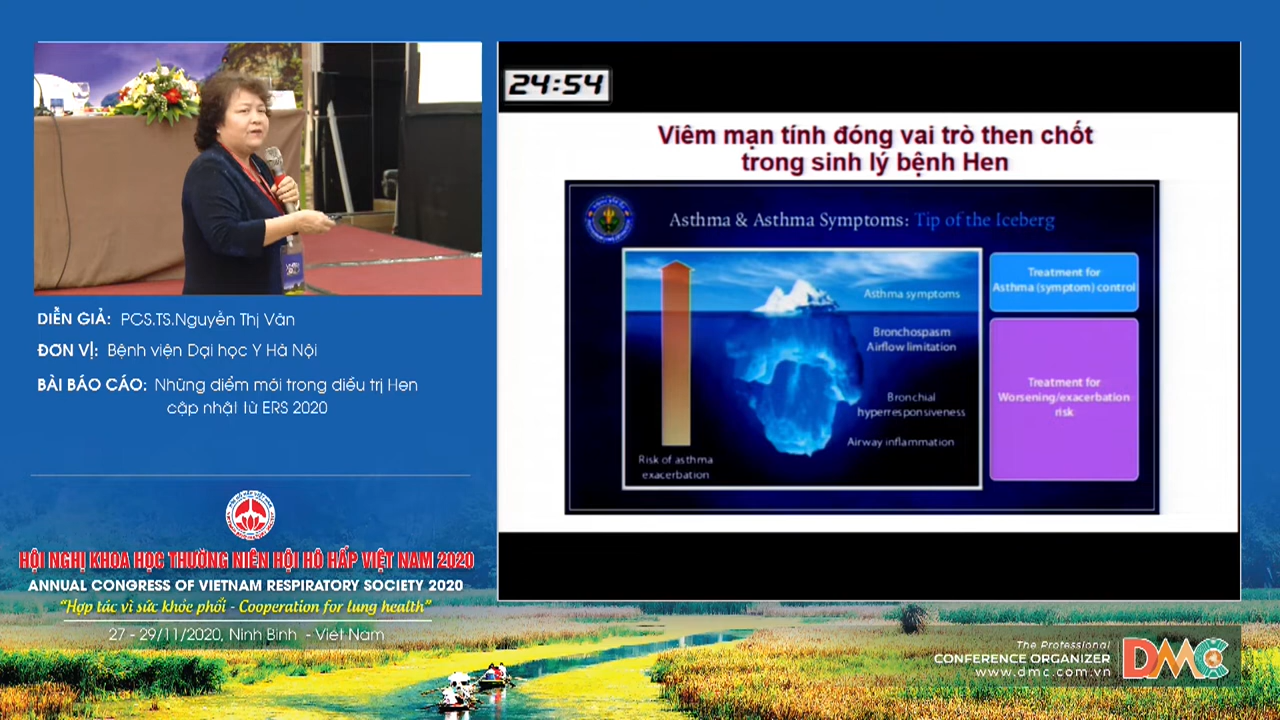 24:54
Viêm mạn tính đóng vai trò then chốt
trong sinh lý bệnh Hen
Asthma & Asthma Symptoms: Tip of the Iceberg
Asthma symptoms
Bronchospasm
Airflow limitation
Bronchial
hyperresponsiveness
Airway inflammation
Risk of asthma
exacerbation
Treatment for
Asthma (symptom) control
Treatment for
Worsening/exacerbation
risk
DIỄN GIẢ: PCS.TS.Nguyễn Thị Vân
ĐƠN VỊ: Bệnh viện Dại học Y Hà Nội
BÀI BÁO CÁO: Những diểm mới trong diều trị Hen
cập nhật từ ERS 2020
HỘI NGHỊ KHOA HỌC THƯỜNG NIÊN HỘI HÔ HẤP VIỆT NAM 2020
ANNUAL CONGRESS OF VIETNAM RESPIRATORY SOCIETY 2020
“Hợp tác vì sức khỏe phổi - Cooperation for lung health”
27 - 29/11/2020, Ninh Binh - Viet Nam
The Professional
CONFERENCE ORGANIZER
www.dmc.com.vn
DMC